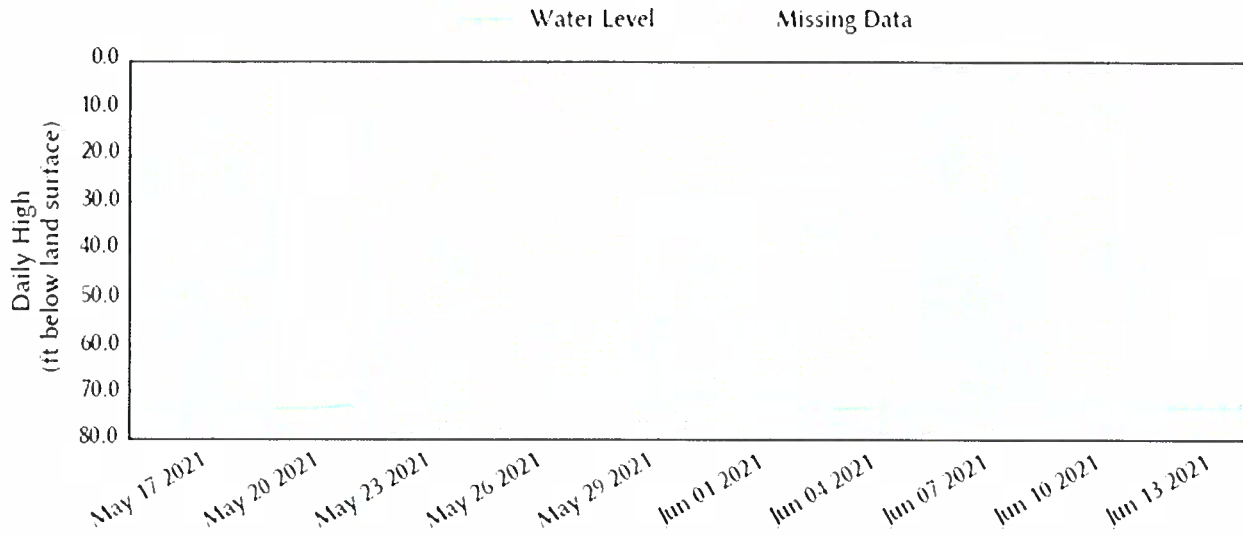 Water Level Missing Data
0.0
10.0
20.0
30.0
40.0
50.0
60.0
70.0
80.0
Daily High
(ft below land surface)
May 17 2021
May 20 2021
May 23 2021
May 26 2021
May 29 2021
Jun 01 2021
Jun 04 2021
Jun 07 2021
Jun 10 2021
Jun 13 2021